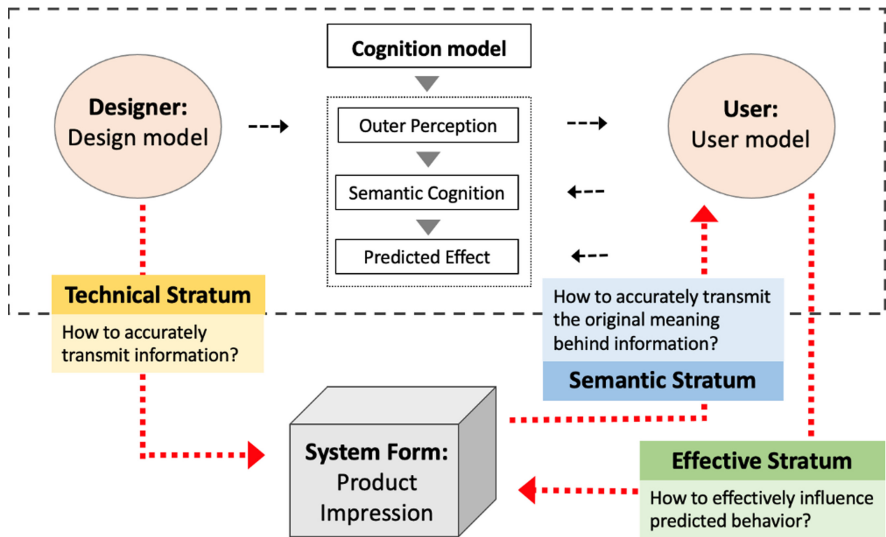 Cognition model
Designer:
Design model
Outer Perception
Semantic Cognition
Predicted Effect
User:
User model
Technical Stratum
How to accurately
transmit information?
How to accurately transmit
the original meaning
behind information?
Semantic Stratum
System Form:
Product
Impression
Effective Stratum
How to effectively influence
predicted behavior?